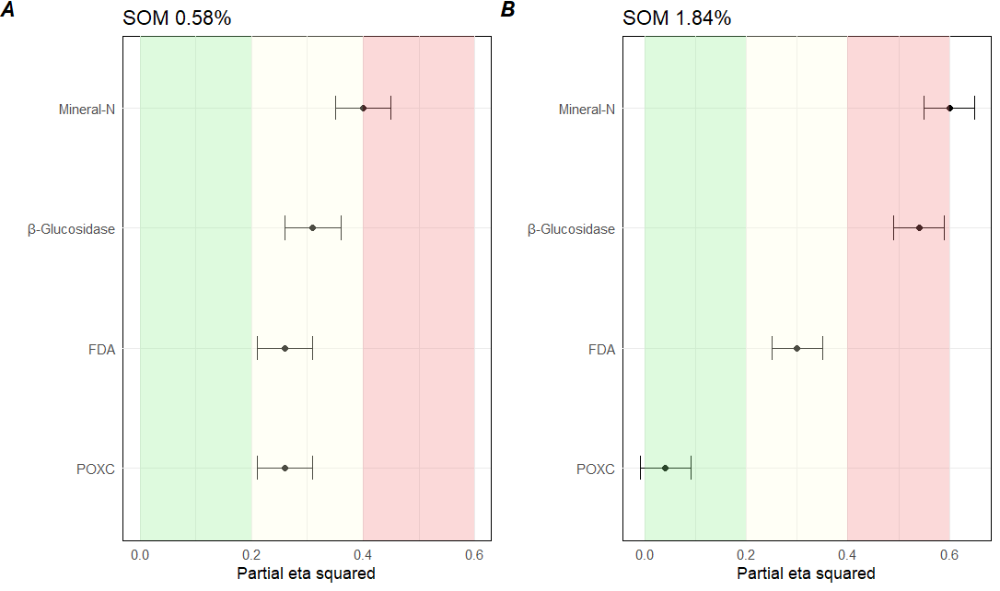 A
SOM 0.58%
Mineral-N
β-Glucosidase
FDA
POXC
0.0 0.2 0.4 0.6
Partial eta squared
B
SOM 1.84%
Mineral-N
β-Glucosidase
FDA
POXC
0.0 0.2 0.4 0.6
Partial eta squared